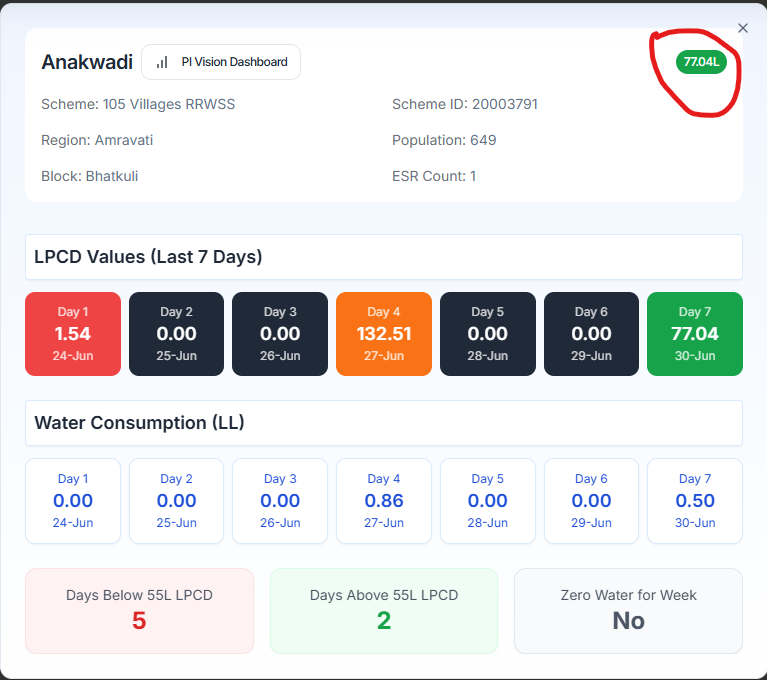 Anakwadi PI Vision Dashboard 77.04L
Scheme: 105 Villages RRWSS Scheme ID: 20003791
Region: Amravati Population: 649
Block: Bhatkuli ESR Count: 1
LPCD Values (Last 7 Days)
Day 1 Day 2 Day 3 Day 4 Day 5 Day 6 Day 7
1.54 0.00 0.00 132.51 0.00 0.00 77.04
24-Jun 25-Jun 26-Jun 27-Jun 28-Jun 29-Jun 30-Jun
Water Consumption (LL)
Day 1 Day 2 Day 3 Day 4 Day 5 Day 6 Day 7
0.00 0.00 0.00 0.86 0.00 0.00 0.50
24-Jun 25-Jun 26-Jun 27-Jun 28-Jun 29-Jun 30-Jun
Days Below 55L LPCD Days Above 55L LPCD Zero Water for Week
5 2 No